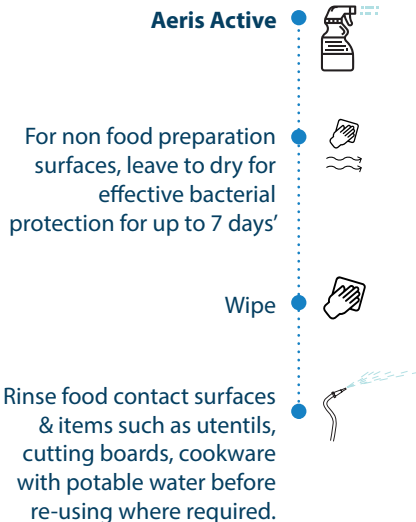 Aeris Active
For non food preparation
surfaces, leave to dry for
effective bacterial
protection for up to 7 days’
Wipe
Rinse food contact surfaces
& items such as utentils,
cutting boards, cookware
with potable water before
re-using where required.